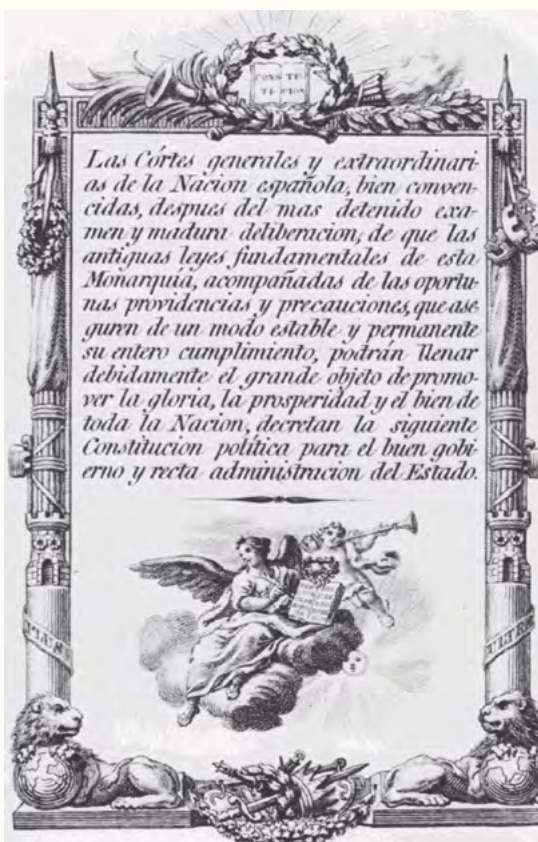 CONSTI
TUCION
Las Córtes generales y extraordinari-
as de la Nacion española, bien conven-
cidas, despues del mas detenido exa-
men y madura deliberacion, de que las
antiguas leyes fundamentales de esta
Monarquía, acompañadas de las oportu-
nas providencias y precauciones, que ase-
guren de un modo estable y permanente
su entero cumplimiento, podrán llenar
debidamente el grande objeto de promo-
ver la gloria, la prosperidad y el bien de
toda la Nacion, decretan la siguiente
Constitucion política para el buen gobi-
erno y recta administracion del Estado.